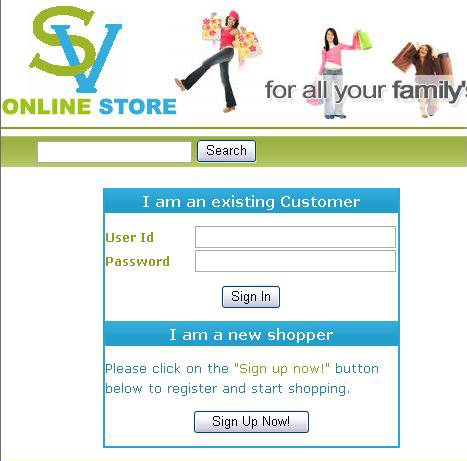 SV
ONLINE STORE
for all your family's
Search
I am an existing Customer
User Id
Password
Sign In
I am a new shopper
Please click on the "Sign up now!" button
below to register and start shopping.
Sign Up Now!